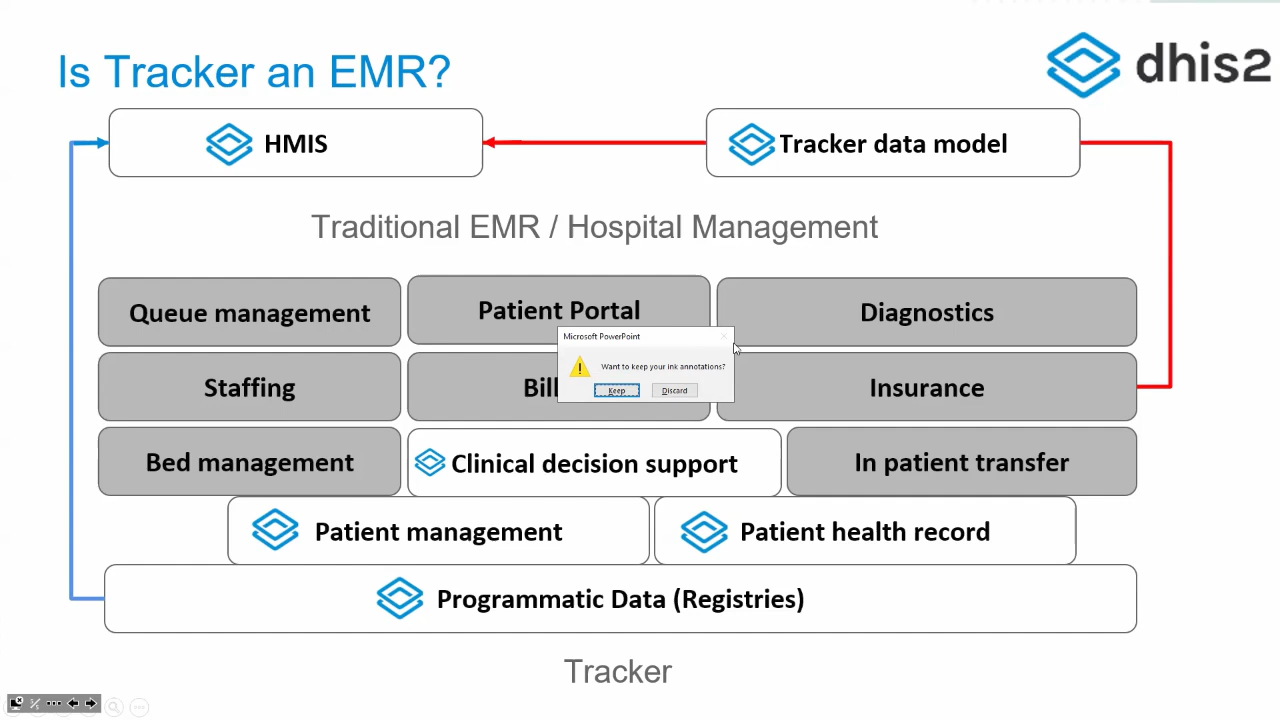 Is Tracker an EMR?
dhis2
HMIS
Tracker data model
Traditional EMR / Hospital Management
Queue management
Patient Portal
Diagnostics
Microsoft PowerPoint
Want to keep your ink annotations?
Keep
Discard
Staffing
Bill
Insurance
Bed management
Clinical decision support
In patient transfer
Patient management
Patient health record
Programmatic Data (Registries)
Tracker